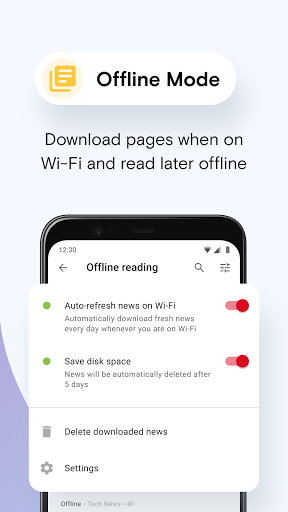 Offline Mode
Download pages when on
Wi-Fi and read later offline
12:30
Offline reading
Auto-refresh news on Wi-Fi
Automatically download fresh news
every day whenever you are on Wi-Fi
Save disk space
News will be automatically deleted after
5 days
Delete downloaded news
Settings
Offline • Tech News • 4h